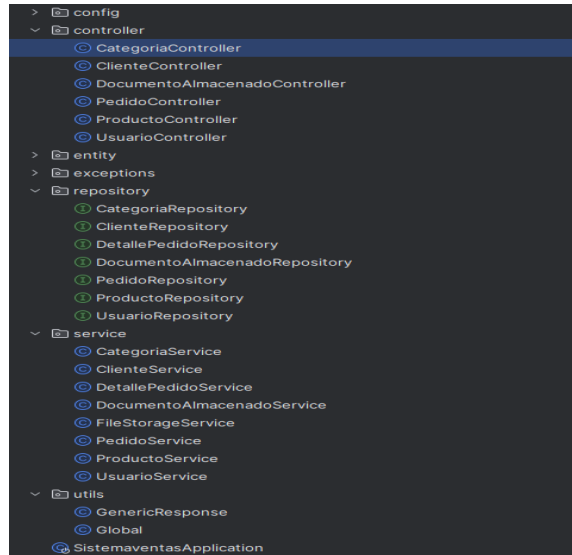 config
controller
CategoriaController
ClienteController
DocumentoAlmacenadoController
PedidoController
ProductoController
UsuarioController
entity
exceptions
repository
CategoriaRepository
ClienteRepository
DetallePedidoRepository
DocumentoAlmacenadoRepository
PedidoRepository
ProductoRepository
UsuarioRepository
service
CategoriaService
ClienteService
DetallePedidoService
DocumentoAlmacenadoService
FileStorageService
PedidoService
ProductoService
UsuarioService
utils
GenericResponse
Global
SistemaventasApplication